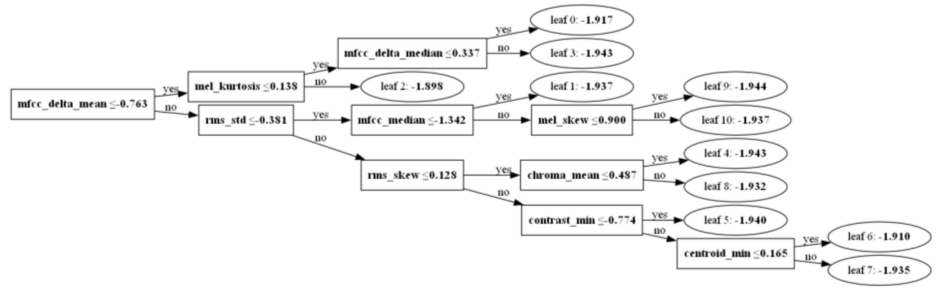 leaf 0: -1.917
yes
mfcc_delta_median ≤0.337
no
leaf 3: -1.943
yes
mel_kurtosis ≤0.138
no
leaf 2: -1.898
yes
mfcc_delta_mean ≤-0.763
no
leaf 1: -1.937
yes
leaf 9: -1.944
yes
rms_std ≤-0.381
yes
mfcc_median ≤-1.342
no
mel_skew ≤0.900
no
leaf 10: -1.937
no
leaf 4: -1.943
yes
rms_skew ≤0.128
yes
chroma_mean ≤0.487
no
leaf 8: -1.932
no
contrast_min ≤-0.774
yes
leaf 5: -1.940
no
leaf 6: -1.910
yes
centroid_min ≤0.165
no
leaf 7: -1.935